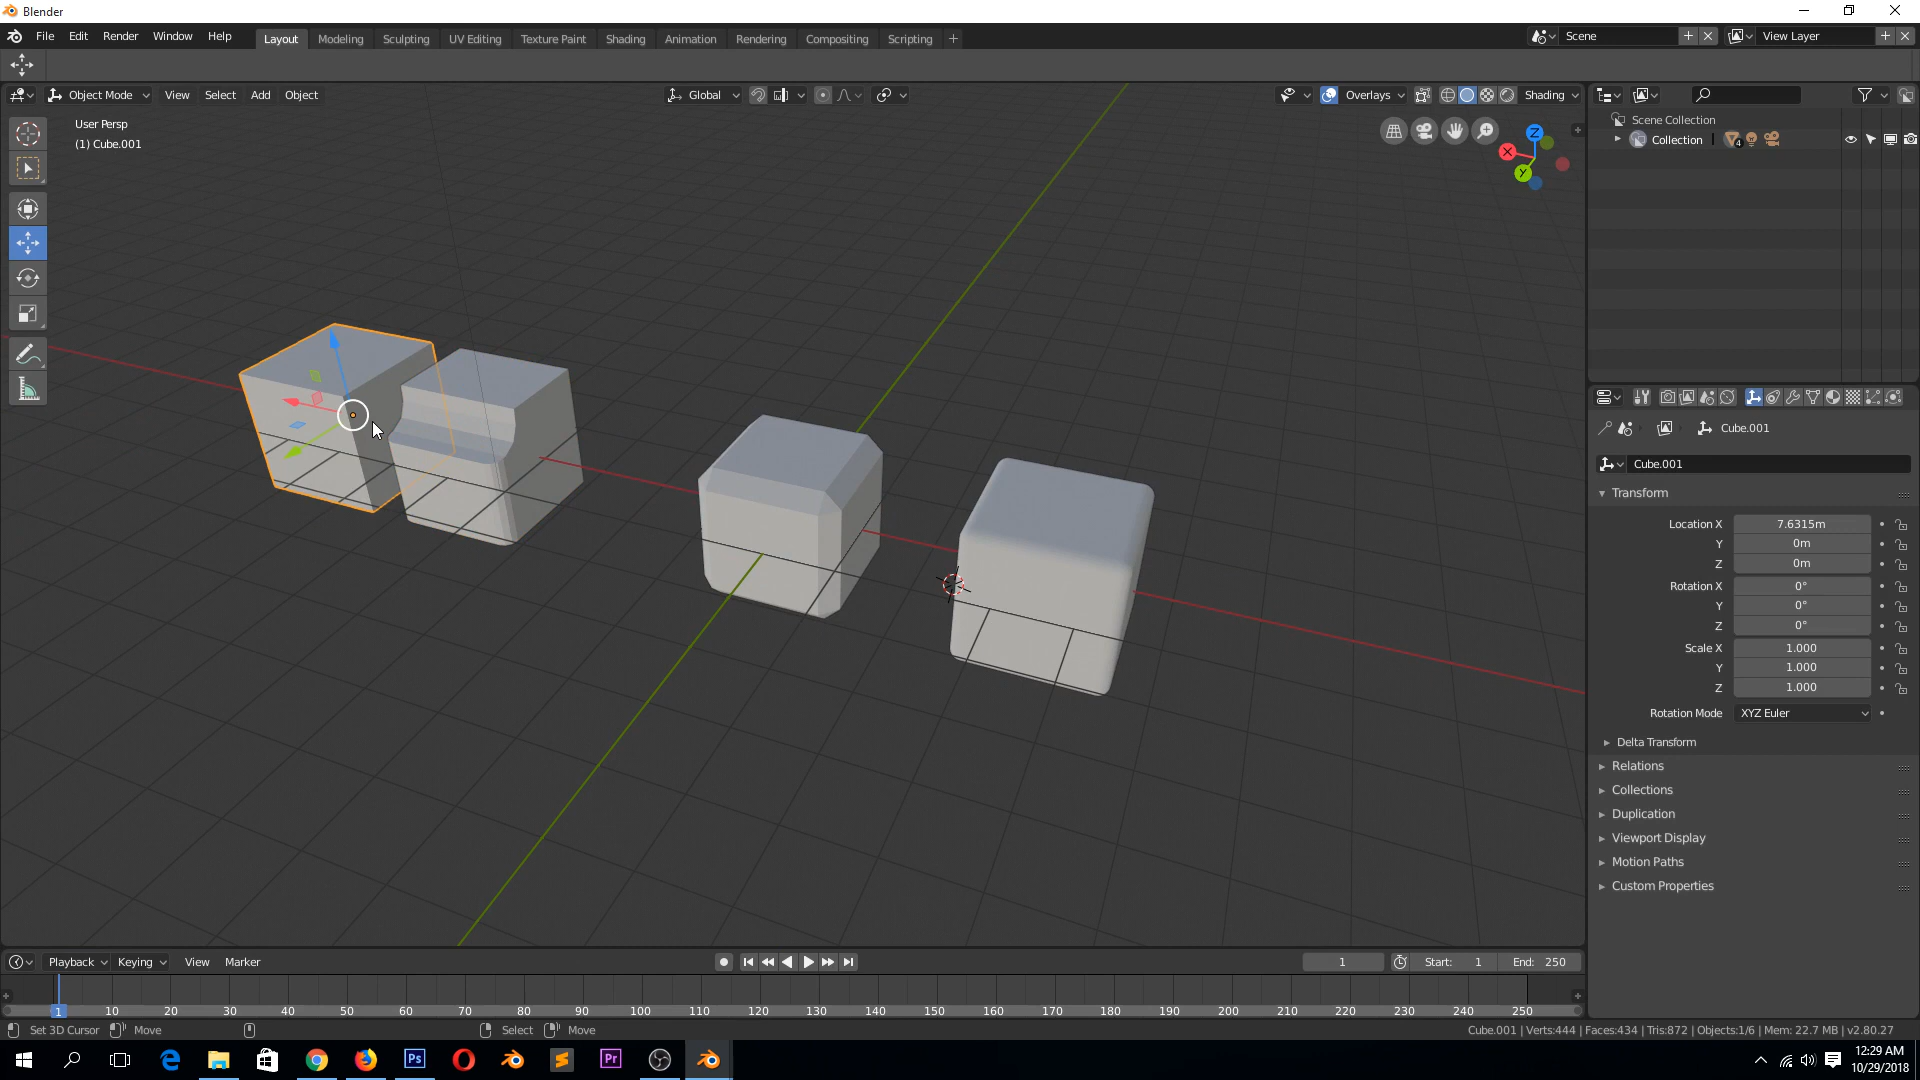 Blender
File Edit Render Window Help Layout Modeling Sculpting UV Editing Texture Paint Shading Animation Rendering Compositing Scripting + Scene View Layer
Object Mode View Select Add Object Global Overlays Shading
User Persp
(1) Cube.001
Z
X
Y
Scene Collection
Collection 4
Cube.001
Cube.001
Transform
Location X 7.6315m
Y 0m
Z 0m
Rotation X 0°
Y 0°
Z 0°
Scale X 1.000
Y 1.000
Z 1.000
Rotation Mode XYZ Euler
Delta Transform
Relations
Collections
Duplication
Viewport Display
Motion Paths
Custom Properties
Playback Keying View Marker 1 Start: 1 End: 250
1 10 20 30 40 50 60 70 80 90 100 110 120 130 140 150 160 170 180 190 200 210 220 230 240 250
Set 3D Cursor Move Select Move Cube.001 | Verts:444 | Faces:434 | Tris:872 | Objects:1/6 | Mem: 22.7 MB | v2.80.27
Ps Pr
12:29 AM
10/29/2018